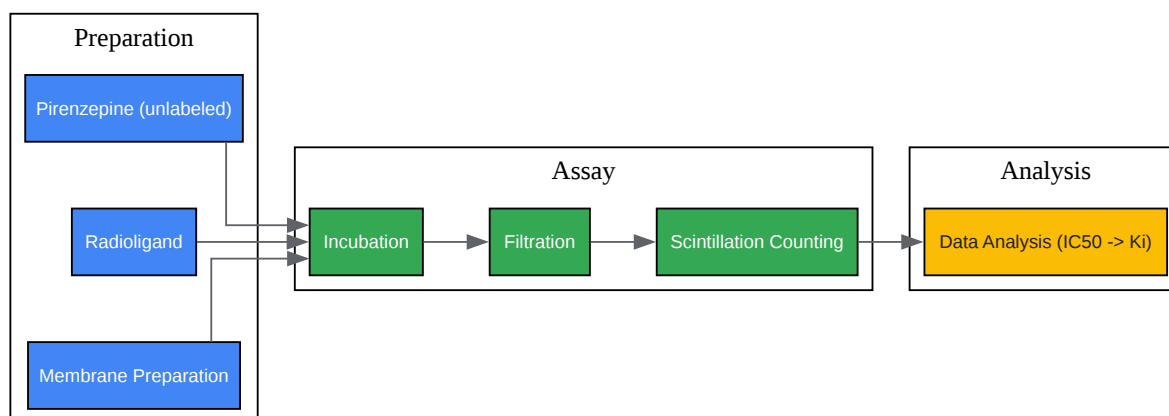 Preparation
Pirenzepine (unlabeled)
Radioligand
Membrane Preparation
Assay
Incubation
Filtration
Scintillation Counting
Analysis
Data Analysis (IC50 -> Ki)